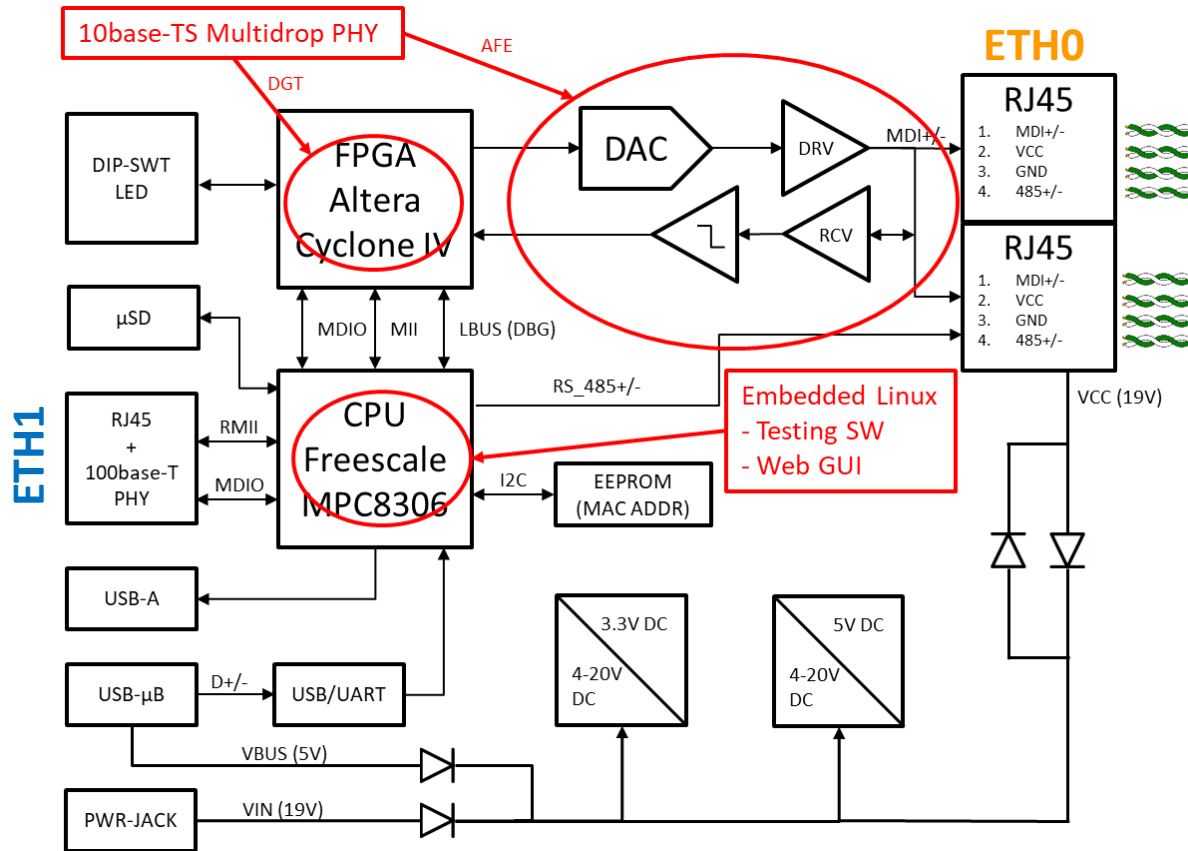 10base-TS Multidrop PHY
AFE
DGT
ETH0
DIP-SWT
LED
FPGA
Altera
Cyclone IV
DAC
DRV
MDI+/-
RCV
RJ45
1. MDI+/-
2. VCC
3. GND
4. 485+/-
RJ45
1. MDI+/-
2. VCC
3. GND
4. 485+/-
µSD
MDIO
MII
LBUS (DBG)
RS_485+/-
VCC (19V)
ETH1
RJ45
+
100base-T
PHY
RMII
MDIO
CPU
Freescale
MPC8306
Embedded Linux
- Testing SW
- Web GUI
I2C
EEPROM
(MAC ADDR)
USB-A
USB-µB
D+/-
USB/UART
3.3V DC
4-20V
DC
5V DC
4-20V
DC
VBUS (5V)
PWR-JACK
VIN (19V)